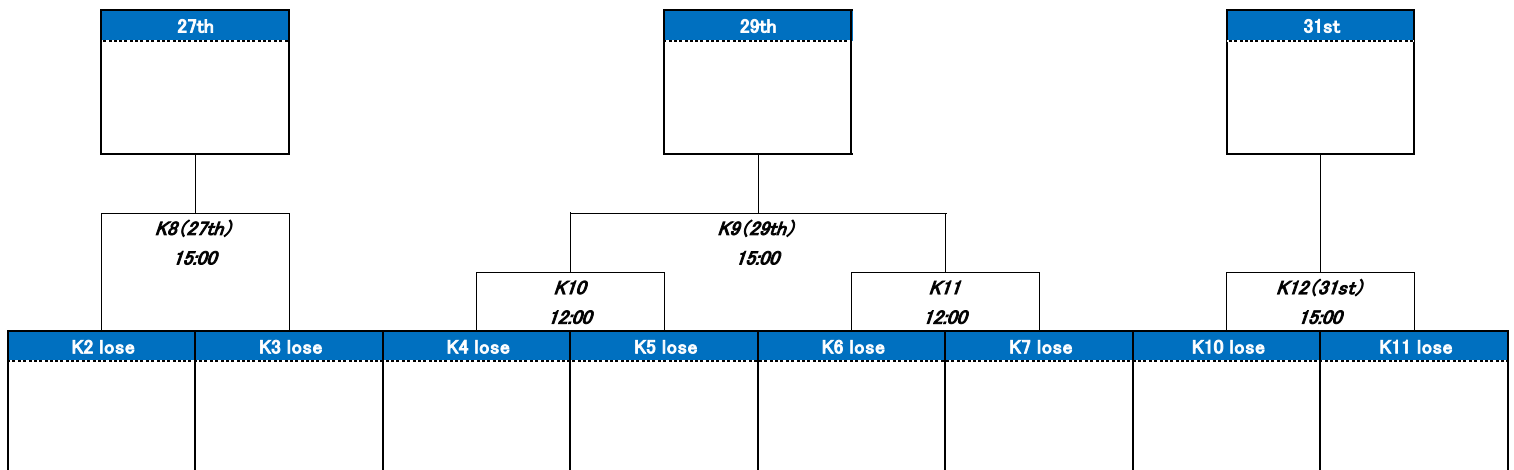 27th
29th
31st
K8(27th)
15:00
K9(29th)
15:00
K10
12:00
K11
12:00
K12(31st)
15:00
K2 lose
K3 lose
K4 lose
K5 lose
K6 lose
K7 lose
K10 lose
K11 lose